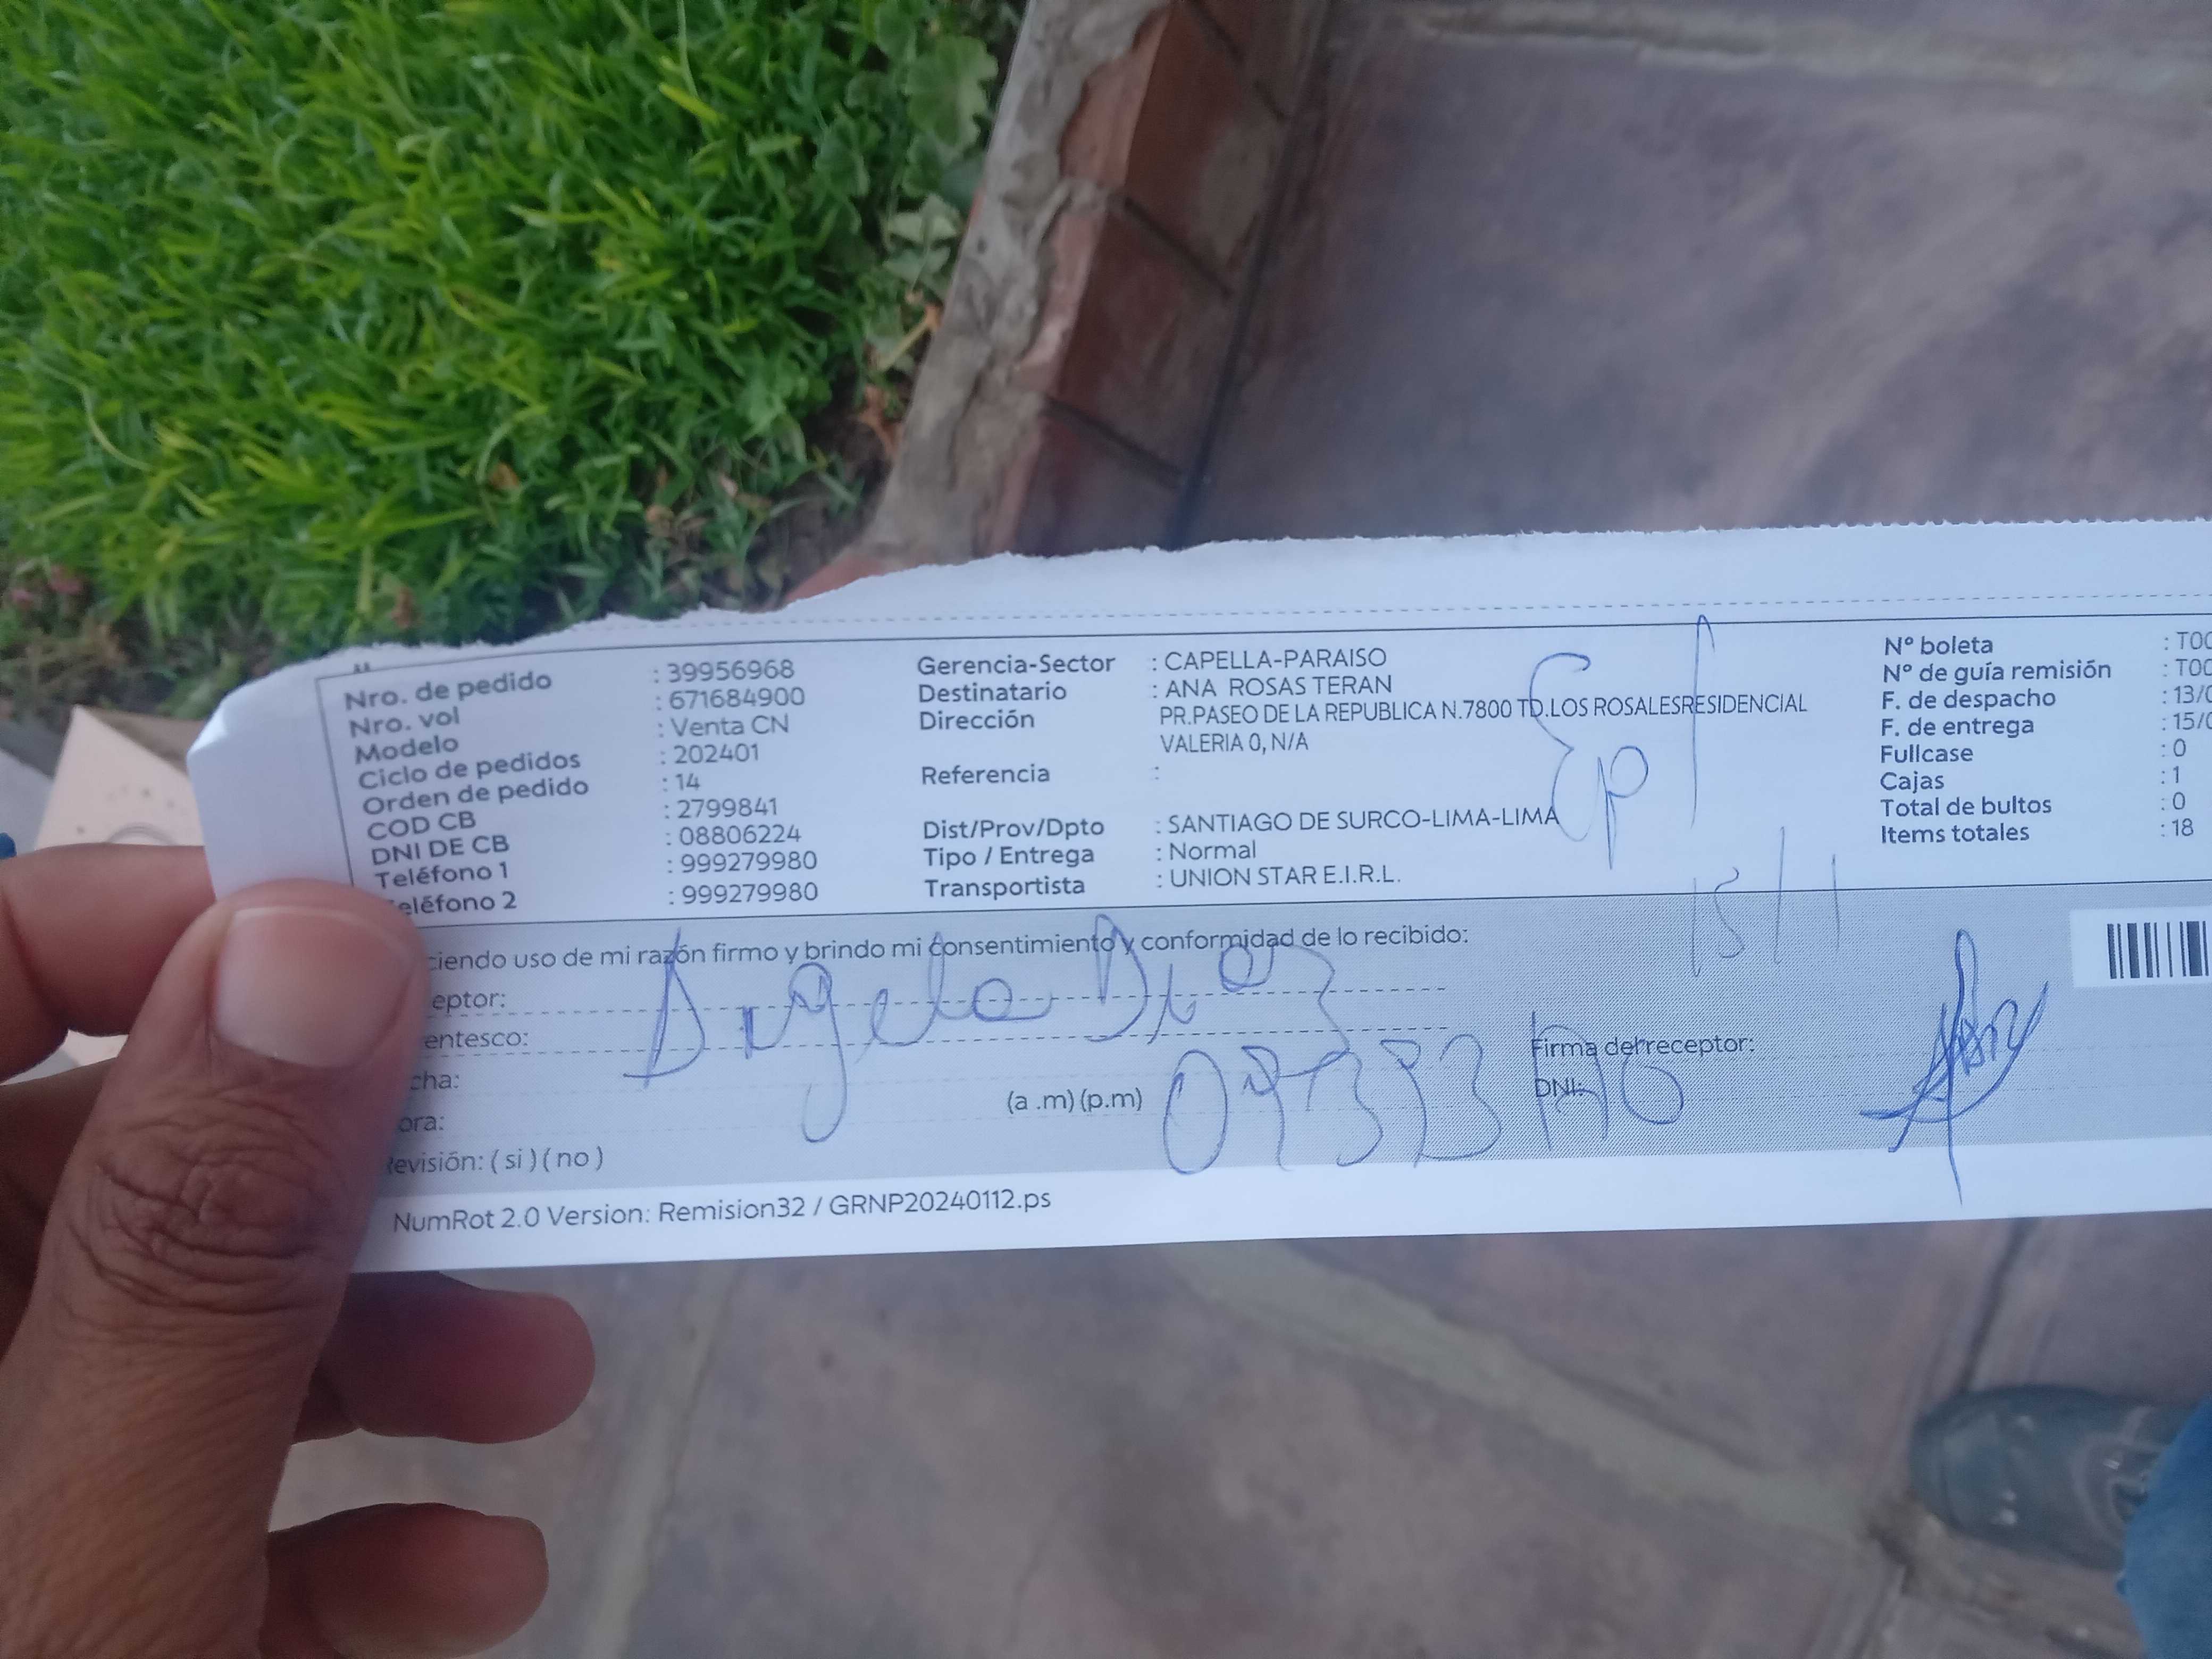 Nro. de pedido : 39956968
Nro. vol : 671684900
Modelo : Venta CN
Ciclo de pedidos : 202401
Orden de pedido : 14
COD CB : 2799841
DNI DE CB : 08806224
Teléfono 1 : 999279980
eléfono 2 : 999279980
Gerencia-Sector : CAPELLA-PARAISO
Destinatario : ANA ROSAS TERAN
Dirección PR.PASEO DE LA REPUBLICA N.7800 TD.LOS ROSALESRESIDENCIAL
VALERIA 0, N/A
Referencia :
Dist/Prov/Dpto : SANTIAGO DE SURCO-LIMA-LIMA
Tipo / Entrega : Normal
Transportista : UNION STAR E.I.R.L.
N° boleta : T00
N° de guía remisión : T00
F. de despacho : 13/0
F. de entrega : 15/0
Fullcase : 0
Cajas : 1
Total de bultos : 0
Items totales : 18
15/1
ciendo uso de mi razón firmo y brindo mi consentimiento y conformidad de lo recibido:
eptor:
entesco:
Angela Diaz
cha:
ora: (a .m) (p.m)
Revisión: ( si ) ( no )
Firma del receptor:
DNI:
NumRot 2.0 Version: Remision32 / GRNP20240112.ps